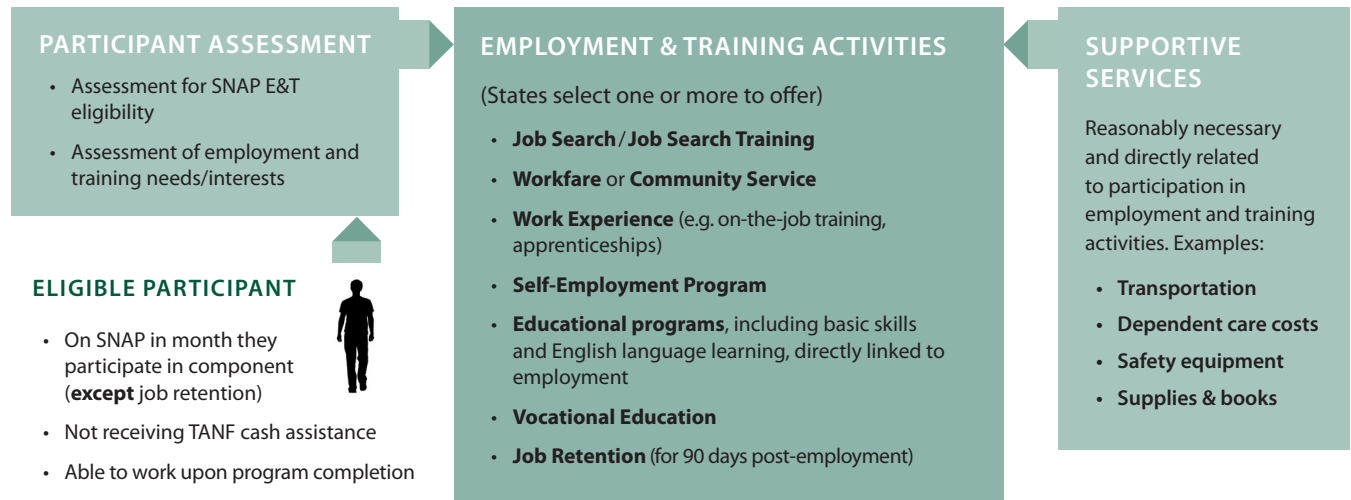 PARTICIPANT ASSESSMENT
• Assessment for SNAP E&T
eligibility
• Assessment of employment and
training needs/interests
ELIGIBLE PARTICIPANT
• On SNAP in month they
participate in component
(except job retention)
• Not receiving TANF cash assistance
• Able to work upon program completion
EMPLOYMENT & TRAINING ACTIVITIES
(States select one or more to offer)
• Job Search/Job Search Training
• Workfare or Community Service
• Work Experience (e.g. on-the-job training,
apprenticeships)
• Self-Employment Program
• Educational programs, including basic skills
and English language learning, directly linked to
employment
• Vocational Education
• Job Retention (for 90 days post-employment)
SUPPORTIVE
SERVICES
Reasonably necessary
and directly related
to participation in
employment and training
activities. Examples:
• Transportation
• Dependent care costs
• Safety equipment
• Supplies & books